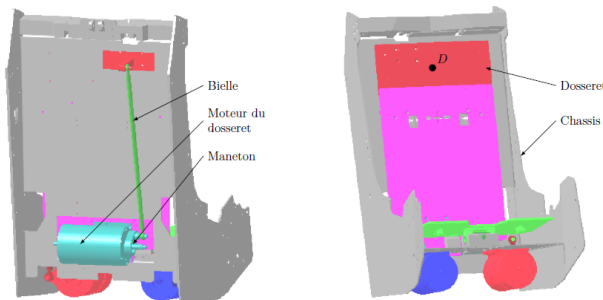 Bielle
Moteur du
dosseret
Maneton
D
Dosseret
Chassis